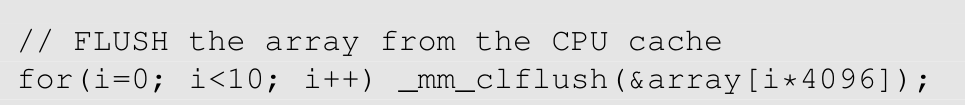 // FLUSH the array from the CPU cache
for(i=0; i<10; i++) _mm_clflush(&array[i*4096]);